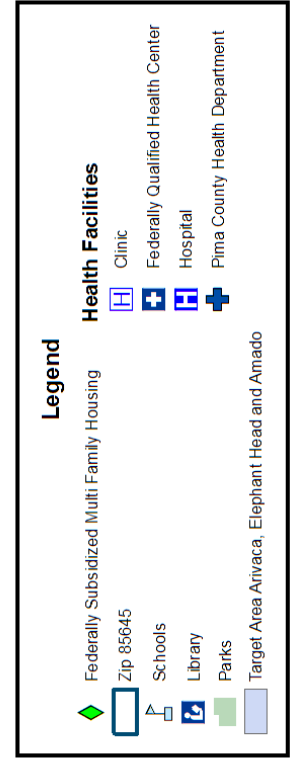 Legend
Federally Subsidized Multi Family Housing
Zip 85645
Schools
Library
Parks
Target Area Arivaca, Elephant Head and Amado
Health Facilities
H Clinic
Federally Qualified Health Center
H Hospital
Pima County Health Department